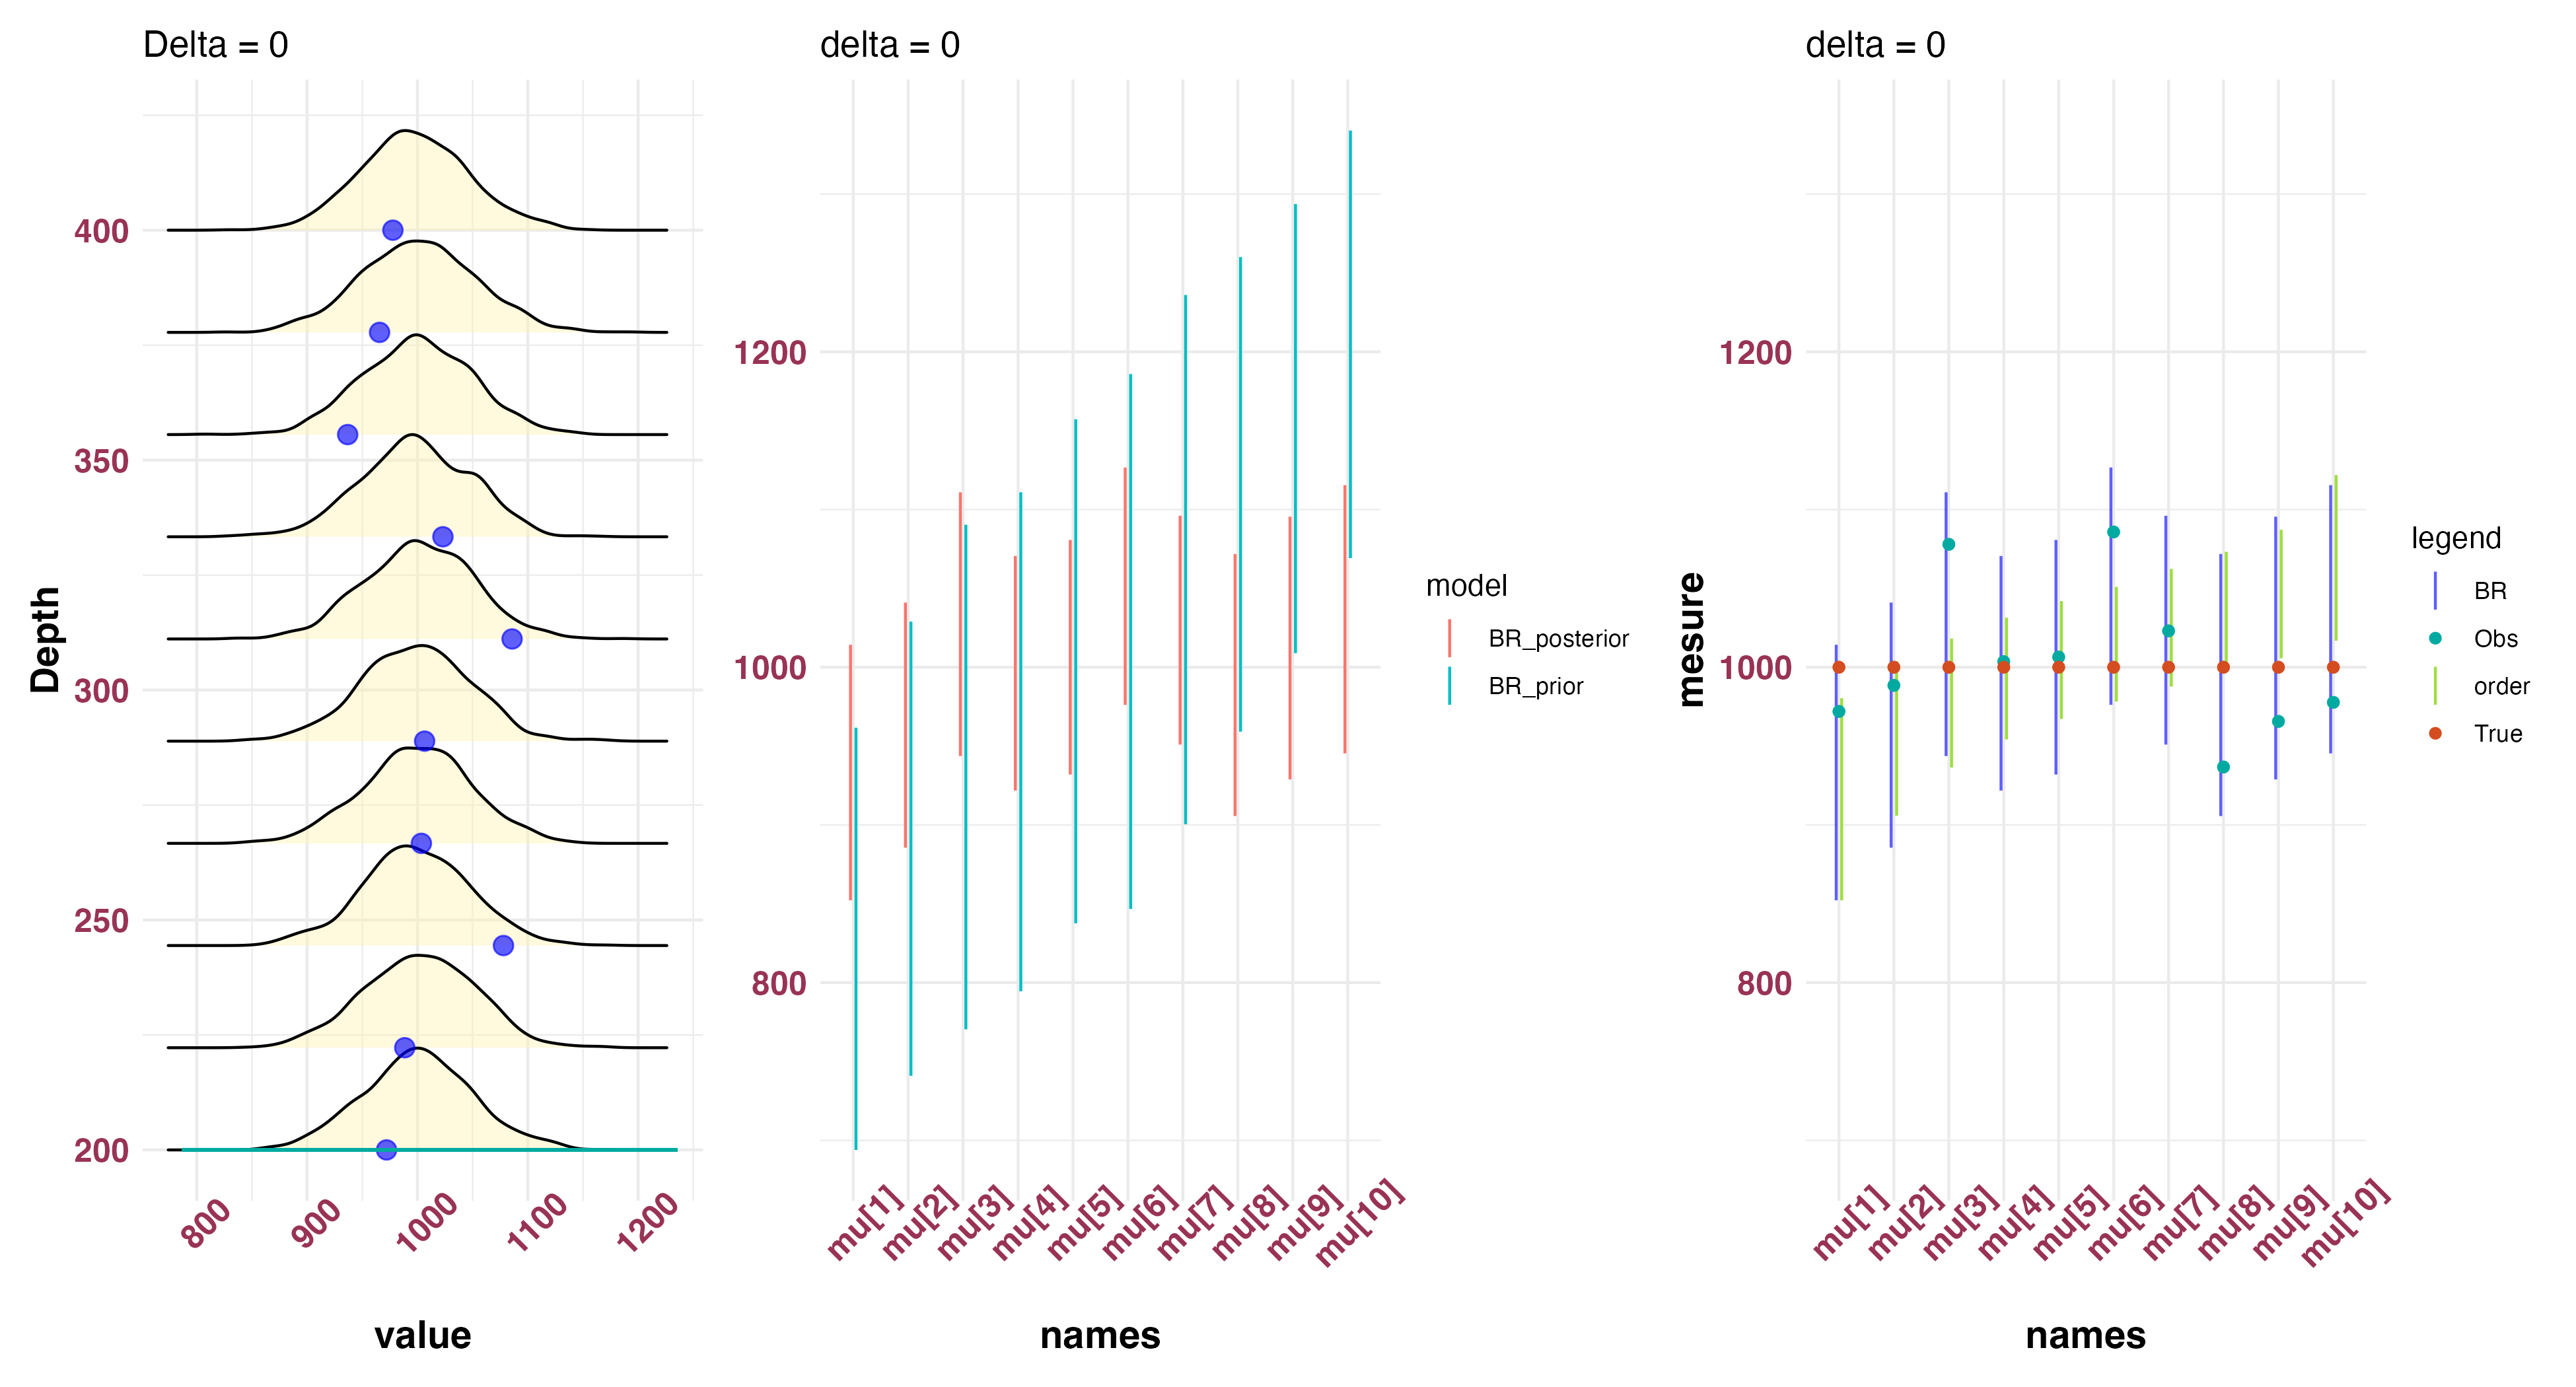 Delta = 0
400
350
300
250
200
Depth
800
900
1000
1100
1200
value
delta = 0
1200
1000
800
mu[1]
mu[2]
mu[3]
mu[4]
mu[5]
mu[6]
mu[7]
mu[8]
mu[9]
mu[10]
names
model
BR_posterior
BR_prior
delta = 0
mesure
1200
1000
800
mu[1]
mu[2]
mu[3]
mu[4]
mu[5]
mu[6]
mu[7]
mu[8]
mu[9]
mu[10]
names
legend
BR
Obs
order
True